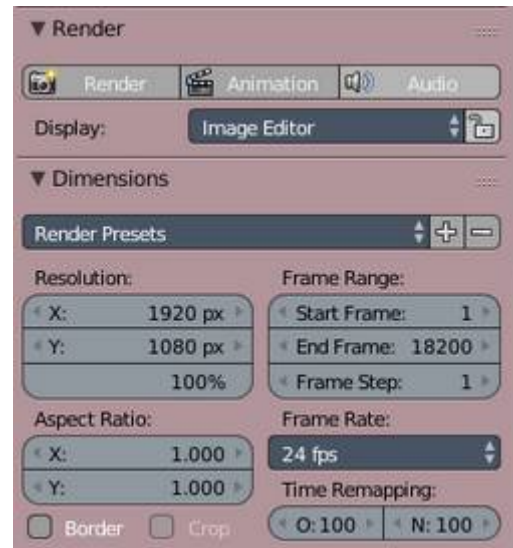 Render
Render Animation Audio
Display: Image Editor
Dimensions
Render Presets
Resolution: Frame Range:
X: 1920 px Start Frame: 1
Y: 1080 px End Frame: 18200
100% Frame Step: 1
Aspect Ratio: Frame Rate:
X: 1.000 24 fps
Y: 1.000 Time Remapping:
Border Crop O: 100 N: 100